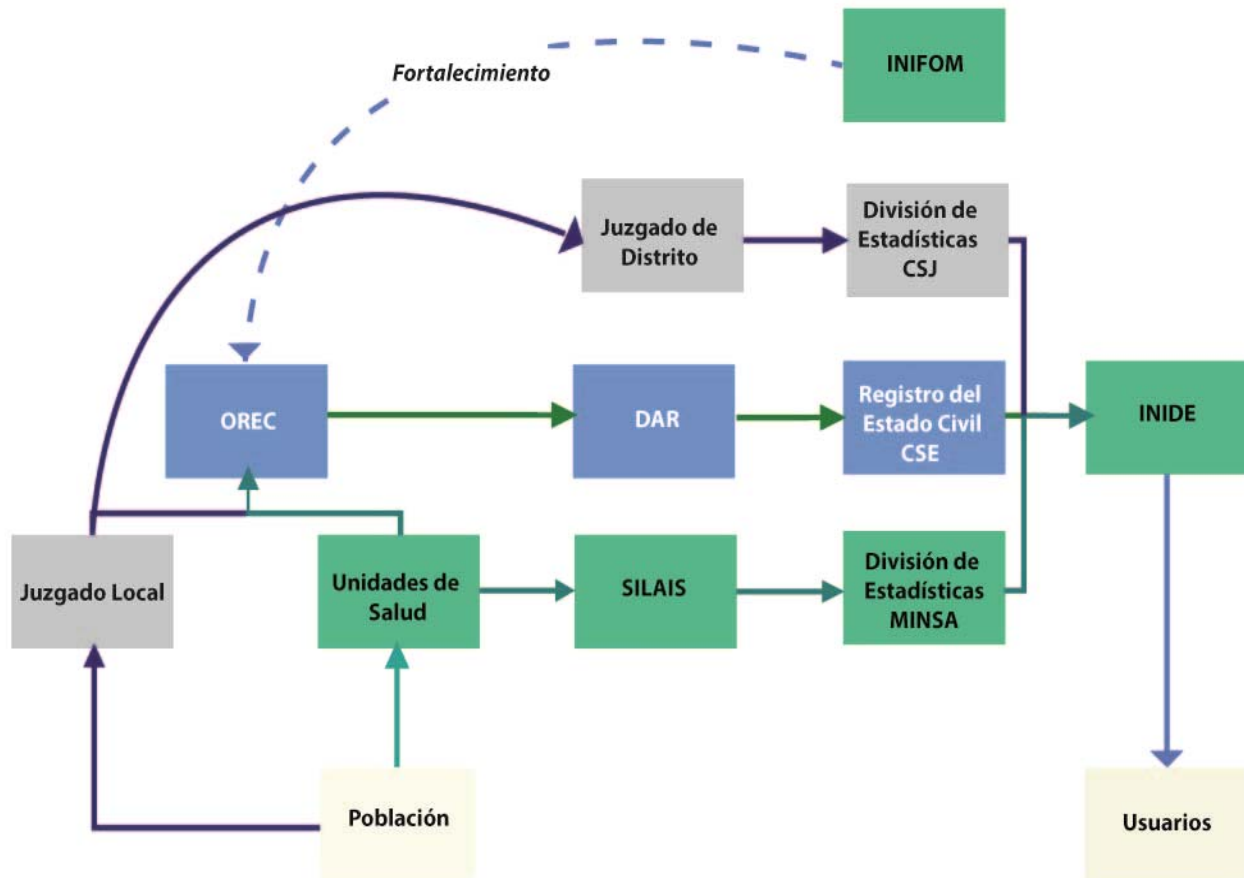 INIFOM
Fortalecimiento
Juzgado de
Distrito
División de
Estadísticas
CSJ
OREC
DAR
Registro del
Estado Civil
CSE
INIDE
Juzgado Local
Unidades de
Salud
SILAIS
División de
Estadísticas
MINSA
Población
Usuarios